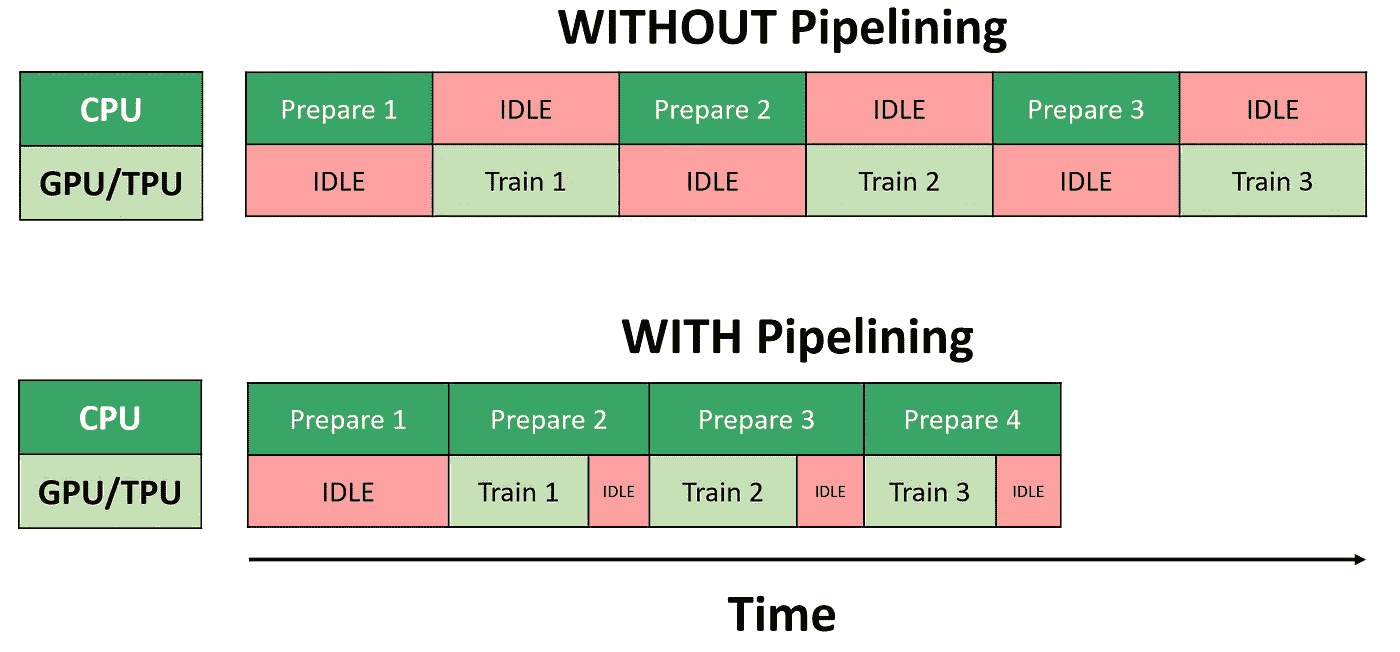 WITHOUT Pipelining
CPU Prepare 1 IDLE Prepare 2 IDLE Prepare 3 IDLE
GPU/TPU IDLE Train 1 IDLE Train 2 IDLE Train 3
WITH Pipelining
CPU Prepare 1 Prepare 2 Prepare 3 Prepare 4
GPU/TPU IDLE Train 1 IDLE Train 2 IDLE Train 3 IDLE
Time